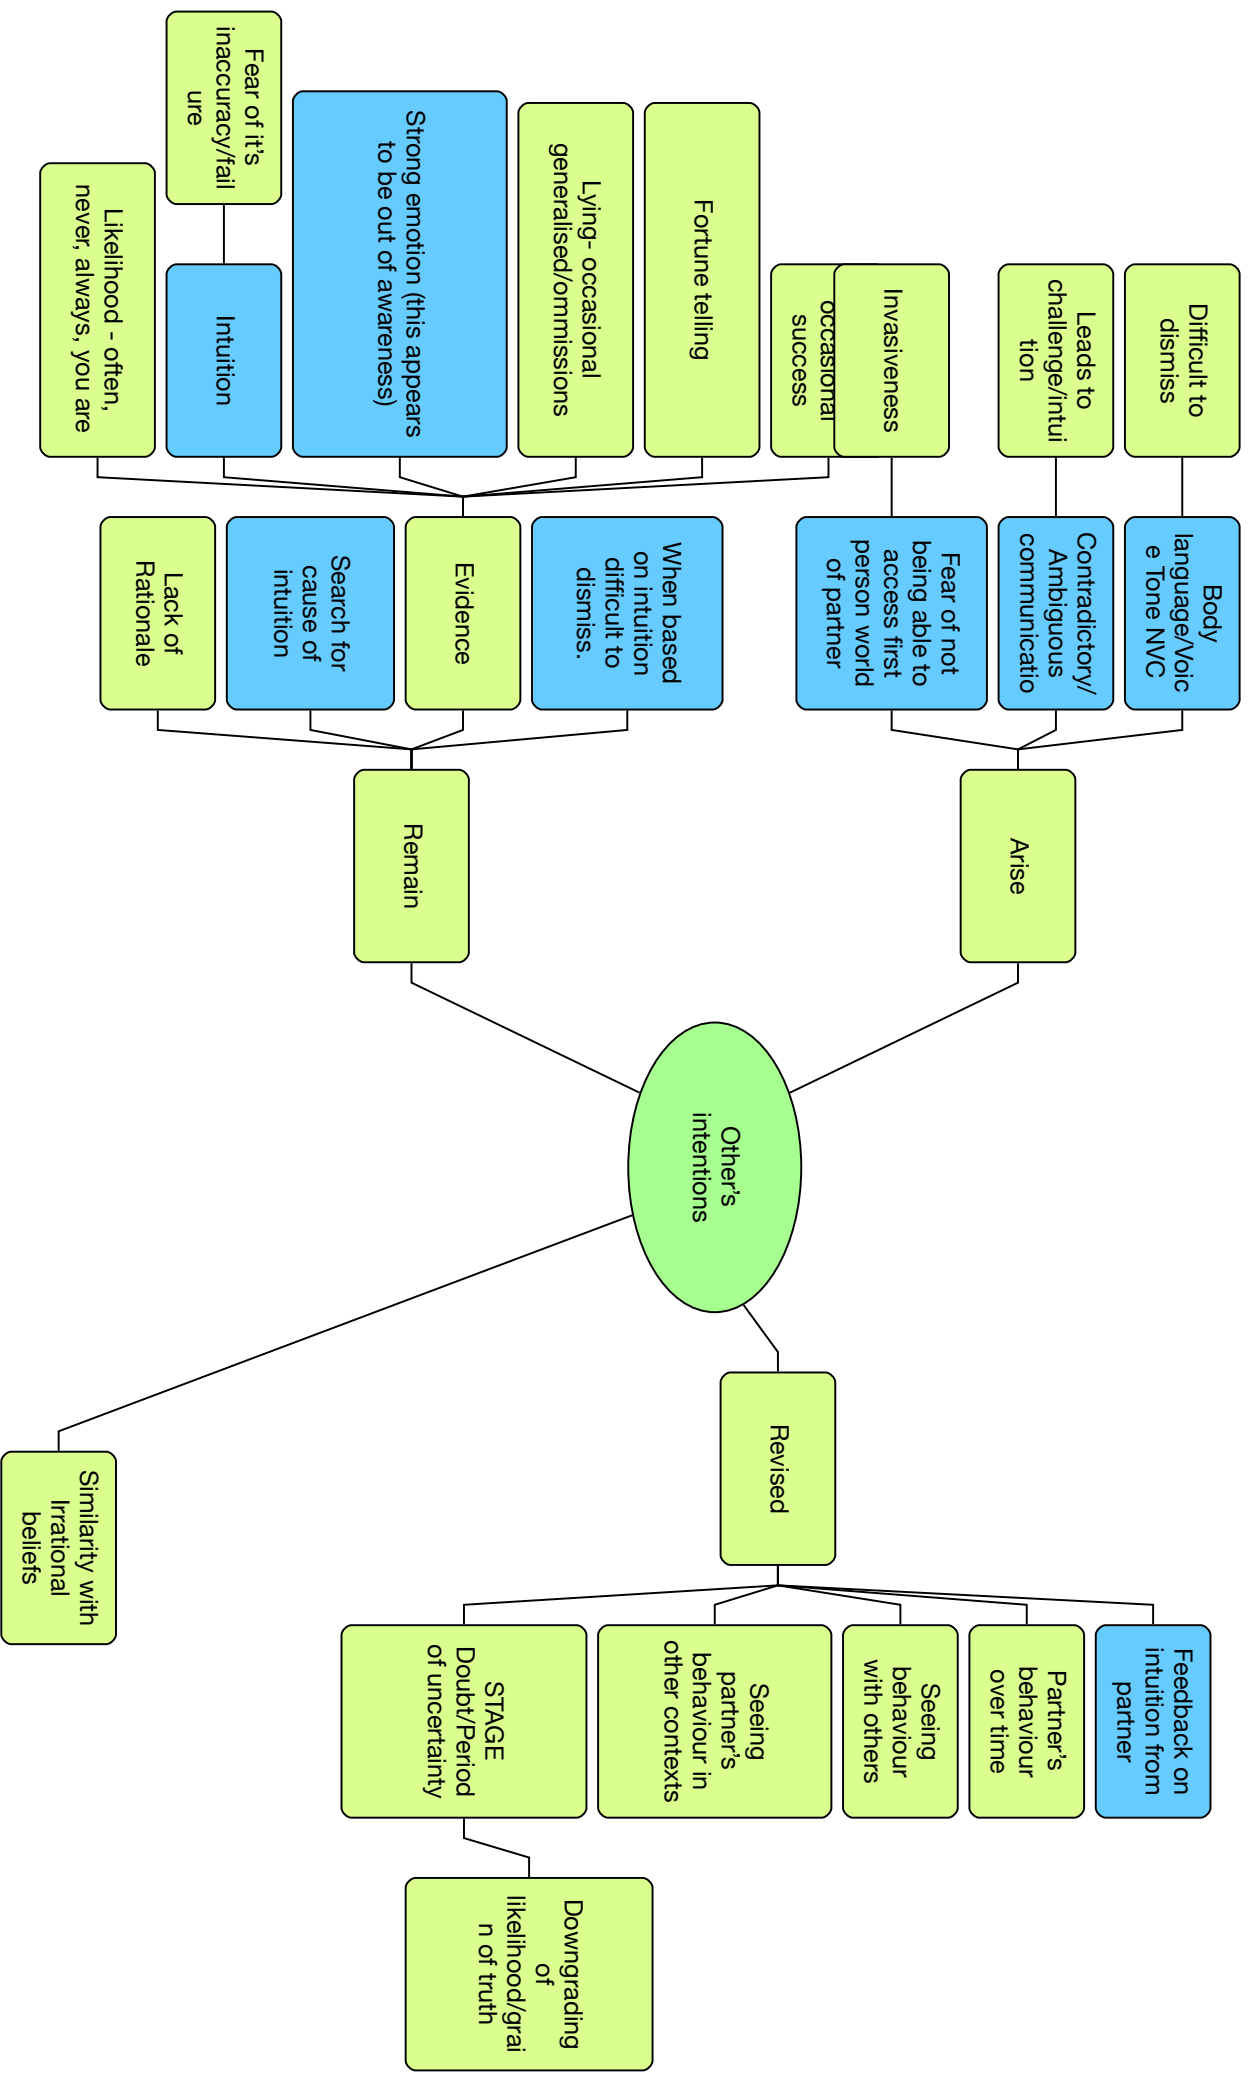 Difficult to
dismiss
Body
language/Voic
e Tone NVC
Leads to
challenge/intui
tion
Contradictory/
Ambiguous
communicatio
Invasiveness
Fear of not
being able to
access first
person world
of partner
Arise
occasional
success
Fortune telling
Lying- occasional
generalised/ommissions
Strong emotion (this appears
to be out of awareness)
Fear of it's
inaccuracy/fail
ure
Intuition
Likelihood - often,
never, always, you are
When based
on intuition
difficult to
dismiss.
Evidence
Search for
cause of
intuition
Lack of
Rationale
Remain
Other's
intentions
Revised
Feedback on
intuition from
partner
Partner's
behaviour
over time
Seeing
behaviour
with others
Seeing
partner's
behaviour in
other contexts
STAGE
Doubt/Period
of uncertainty
Downgrading
of
likelihood/grai
n of truth
Similarity with
Irrational
beliefs